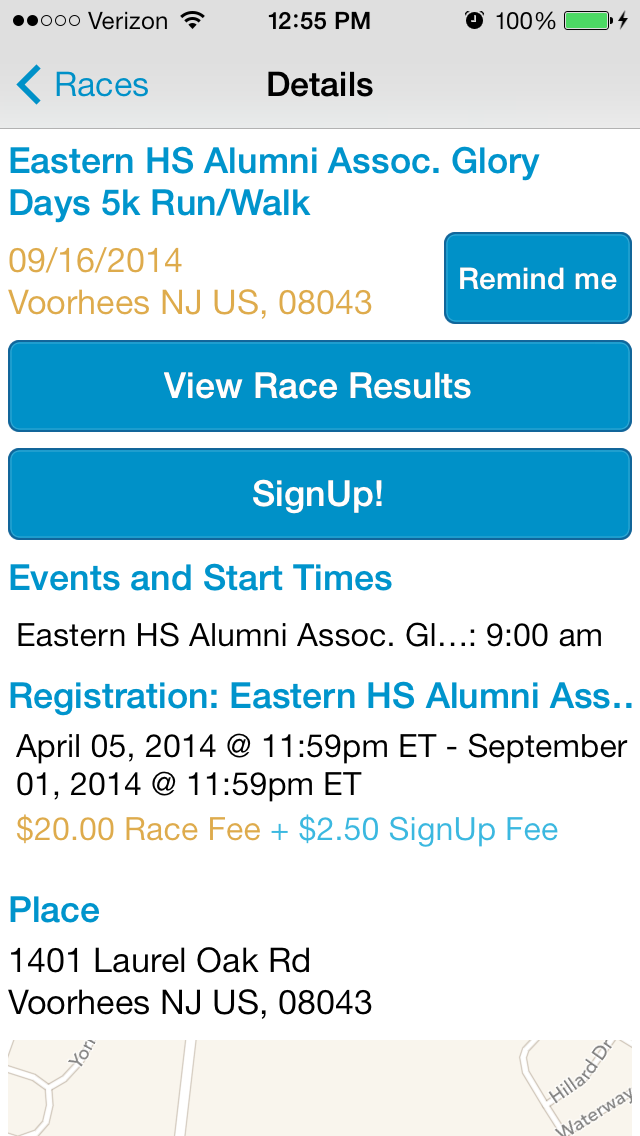 Verizon 12:55 PM 100%
Races Details
Eastern HS Alumni Assoc. Glory
Days 5k Run/Walk
09/16/2014
Voorhees NJ US, 08043
Remind me
View Race Results
SignUp!
Events and Start Times
Eastern HS Alumni Assoc. Gl...: 9:00 am
Registration: Eastern HS Alumni Ass..
April 05, 2014 @ 11:59pm ET - September
01, 2014 @ 11:59pm ET
$20.00 Race Fee + $2.50 SignUp Fee
Place
1401 Laurel Oak Rd
Voorhees NJ US, 08043
Hillard Dr
Waterway